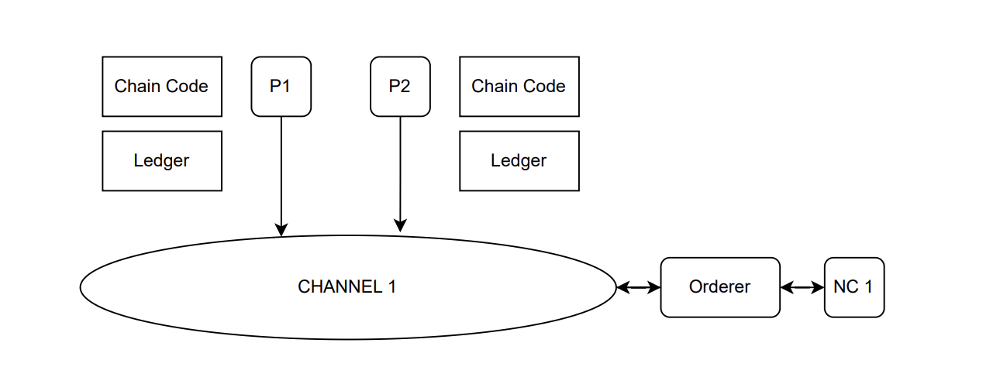 Chain Code
P1
P2
Chain Code
Ledger
Ledger
CHANNEL 1
Orderer
NC 1